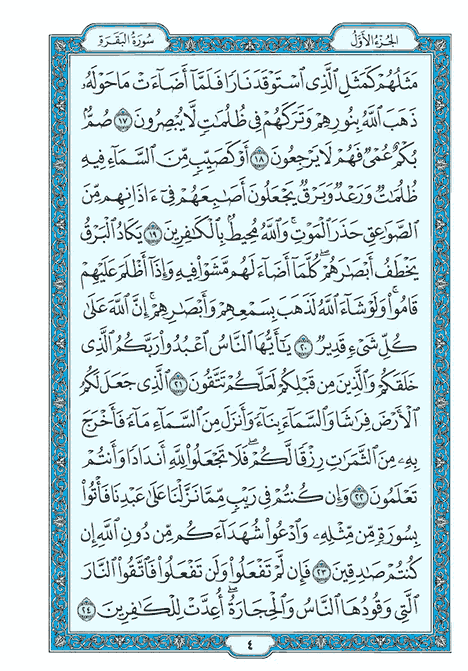 سُورَةُ البَقَرَةِ
الجُزْءُ الأَوَّلُ
مَثَلُهُمْ كَمَثَلِ ٱلَّذِى ٱسْتَوْقَدَ نَارًا فَلَمَّآ أَضَآءَتْ مَا حَوْلَهُۥ
ذَهَبَ ٱللَّهُ بِنُورِهِمْ وَتَرَكَهُمْ فِى ظُلُمَـٰتٍ لَّا يُبْصِرُونَ ١٧ صُمٌّۢ
بُكْمٌ عُمْىٌ فَهُمْ لَا يَرْجِعُونَ ١٨ أَوْ كَصَيِّبٍ مِّنَ ٱلسَّمَآءِ فِيهِ
ظُلُمَـٰتٌ وَرَعْدٌ وَبَرْقٌ يَجْعَلُونَ أَصَـٰبِعَهُمْ فِىٓ ءَاذَانِهِم مِّنَ
ٱلصَّوَٰعِقِ حَذَرَ ٱلْمَوْتِ ۚ وَٱللَّهُ مُحِيطٌۢ بِٱلْكَـٰفِرِينَ ١٩ يَكَادُ ٱلْبَرْقُ
يَخْطَفُ أَبْصَـٰرَهُمْ ۖ كُلَّمَآ أَضَآءَ لَهُم مَّشَوْا۟ فِيهِ وَإِذَآ أَظْلَمَ عَلَيْهِمْ
قَامُوا۟ ۚ وَلَوْ شَآءَ ٱللَّهُ لَذَهَبَ بِسَمْعِهِمْ وَأَبْصَـٰرِهِمْ ۚ إِنَّ ٱللَّهَ عَلَىٰ
كُلِّ شَىْءٍ قَدِيرٌ ٢٠ يَـٰٓأَيُّهَا ٱلنَّاسُ ٱعْبُدُوا۟ رَبَّكُمُ ٱلَّذِى
خَلَقَكُمْ وَٱلَّذِينَ مِن قَبْلِكُمْ لَعَلَّكُمْ تَتَّقُونَ ٢١ ٱلَّذِى جَعَلَ لَكُمُ
ٱلْأَرْضَ فِرَٰشًا وَٱلسَّمَآءَ بِنَآءً وَأَنزَلَ مِنَ ٱلسَّمَآءِ مَآءً فَأَخْرَجَ
بِهِۦ مِنَ ٱلثَّمَرَٰتِ رِزْقًا لَّكُمْ ۖ فَلَا تَجْعَلُوا۟ لِلَّهِ أَندَادًا وَأَنتُمْ
تَعْلَمُونَ ٢٢ وَإِن كُنتُمْ فِى رَيْبٍ مِّمَّا نَزَّلْنَا عَلَىٰ عَبْدِنَا فَأْتُوا۟
بِسُورَةٍ مِّن مِّثْلِهِۦ وَٱدْعُوا۟ شُهَدَآءَكُم مِّن دُونِ ٱللَّهِ إِن
كُنتُمْ صَـٰدِقِينَ ٢٣ فَإِن لَّمْ تَفْعَلُوا۟ وَلَن تَفْعَلُوا۟ فَٱتَّقُوا۟ ٱلنَّارَ
ٱلَّتِى وَقُودُهَا ٱلنَّاسُ وَٱلْحِجَارَةُ ۖ أُعِدَّتْ لِلْكَـٰفِرِينَ ٢٤
٤